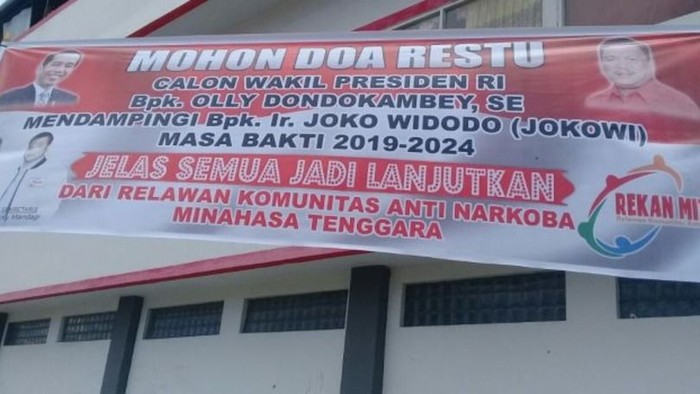 MOHON DOA RESTU
CALON WAKIL PRESIDEN RI
Bpk. OLLY DONDOKAMBEY, SE
MENDAMPINGI Bpk. Ir. JOKO WIDODO (JOKOWI)
MASA BAKTI 2019-2024
JELAS SEMUA JADI LANJUTKAN
DARI RELAWAN KOMUNITAS ANTI NARKOBA
MINAHASA TENGGARA
REKAN